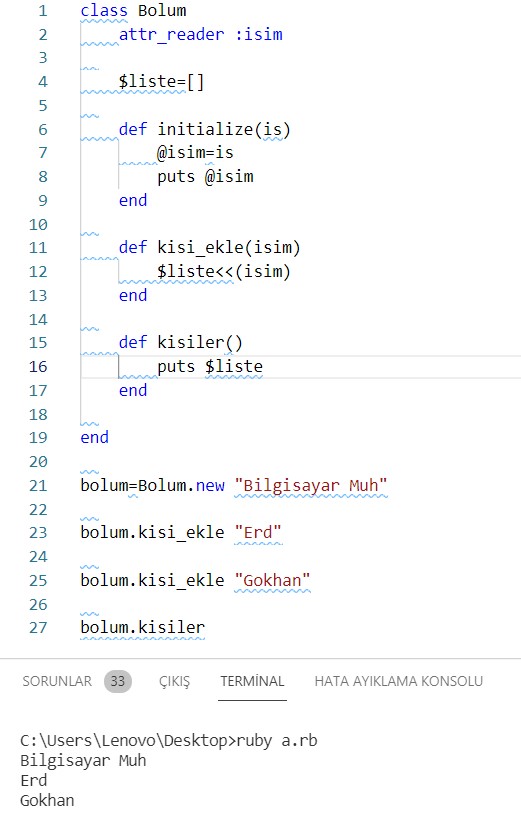 1 class Bolum
2 attr_reader :isim
3
4 $liste=[]
5
6 def initialize(is)
7 @isim=is
8 puts @isim
9 end
10
11 def kisi_ekle(isim)
12 $liste<<(isim)
13 end
14
15 def kisiler()
16 puts $liste
17 end
18
19 end
20
21 bolum=Bolum.new "Bilgisayar Muh"
22
23 bolum.kisi_ekle "Erd"
24
25 bolum.kisi_ekle "Gokhan"
26
27 bolum.kisiler
SORUNLAR 33 ÇIKIŞ TERMİNAL HATA AYIKLAMA KONSOLU
C:\Users\Lenovo\Desktop>ruby a.rb
Bilgisayar Muh
Erd
Gokhan